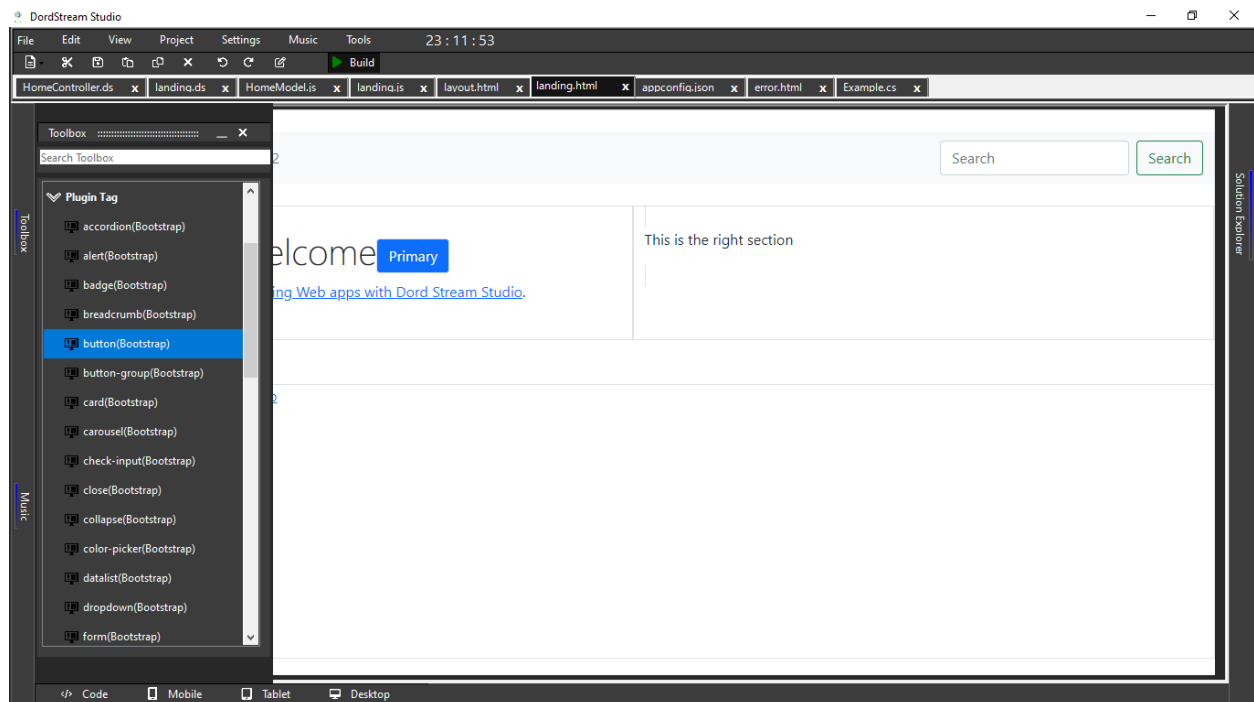 DordStream Studio
File Edit View Project Settings Music Tools 23:11:53
Build
HomeController.ds x landing.ds x HomeModel.js x landing.js x layout.html x landing.html x appconfig.json x error.html x Example.cs x
Toolbox
Search Toolbox
Plugin Tag
accordion(Bootstrap)
alert(Bootstrap)
badge(Bootstrap)
breadcrumb(Bootstrap)
button(Bootstrap)
button-group(Bootstrap)
card(Bootstrap)
carousel(Bootstrap)
check-input(Bootstrap)
close(Bootstrap)
collapse(Bootstrap)
color-picker(Bootstrap)
datalist(Bootstrap)
dropdown(Bootstrap)
form(Bootstrap)
Toolbox
Music
2
Search Search
elcome Primary
ing Web apps with Dord Stream Studio.
This is the right section
Solution Explorer
Code Mobile Tablet Desktop